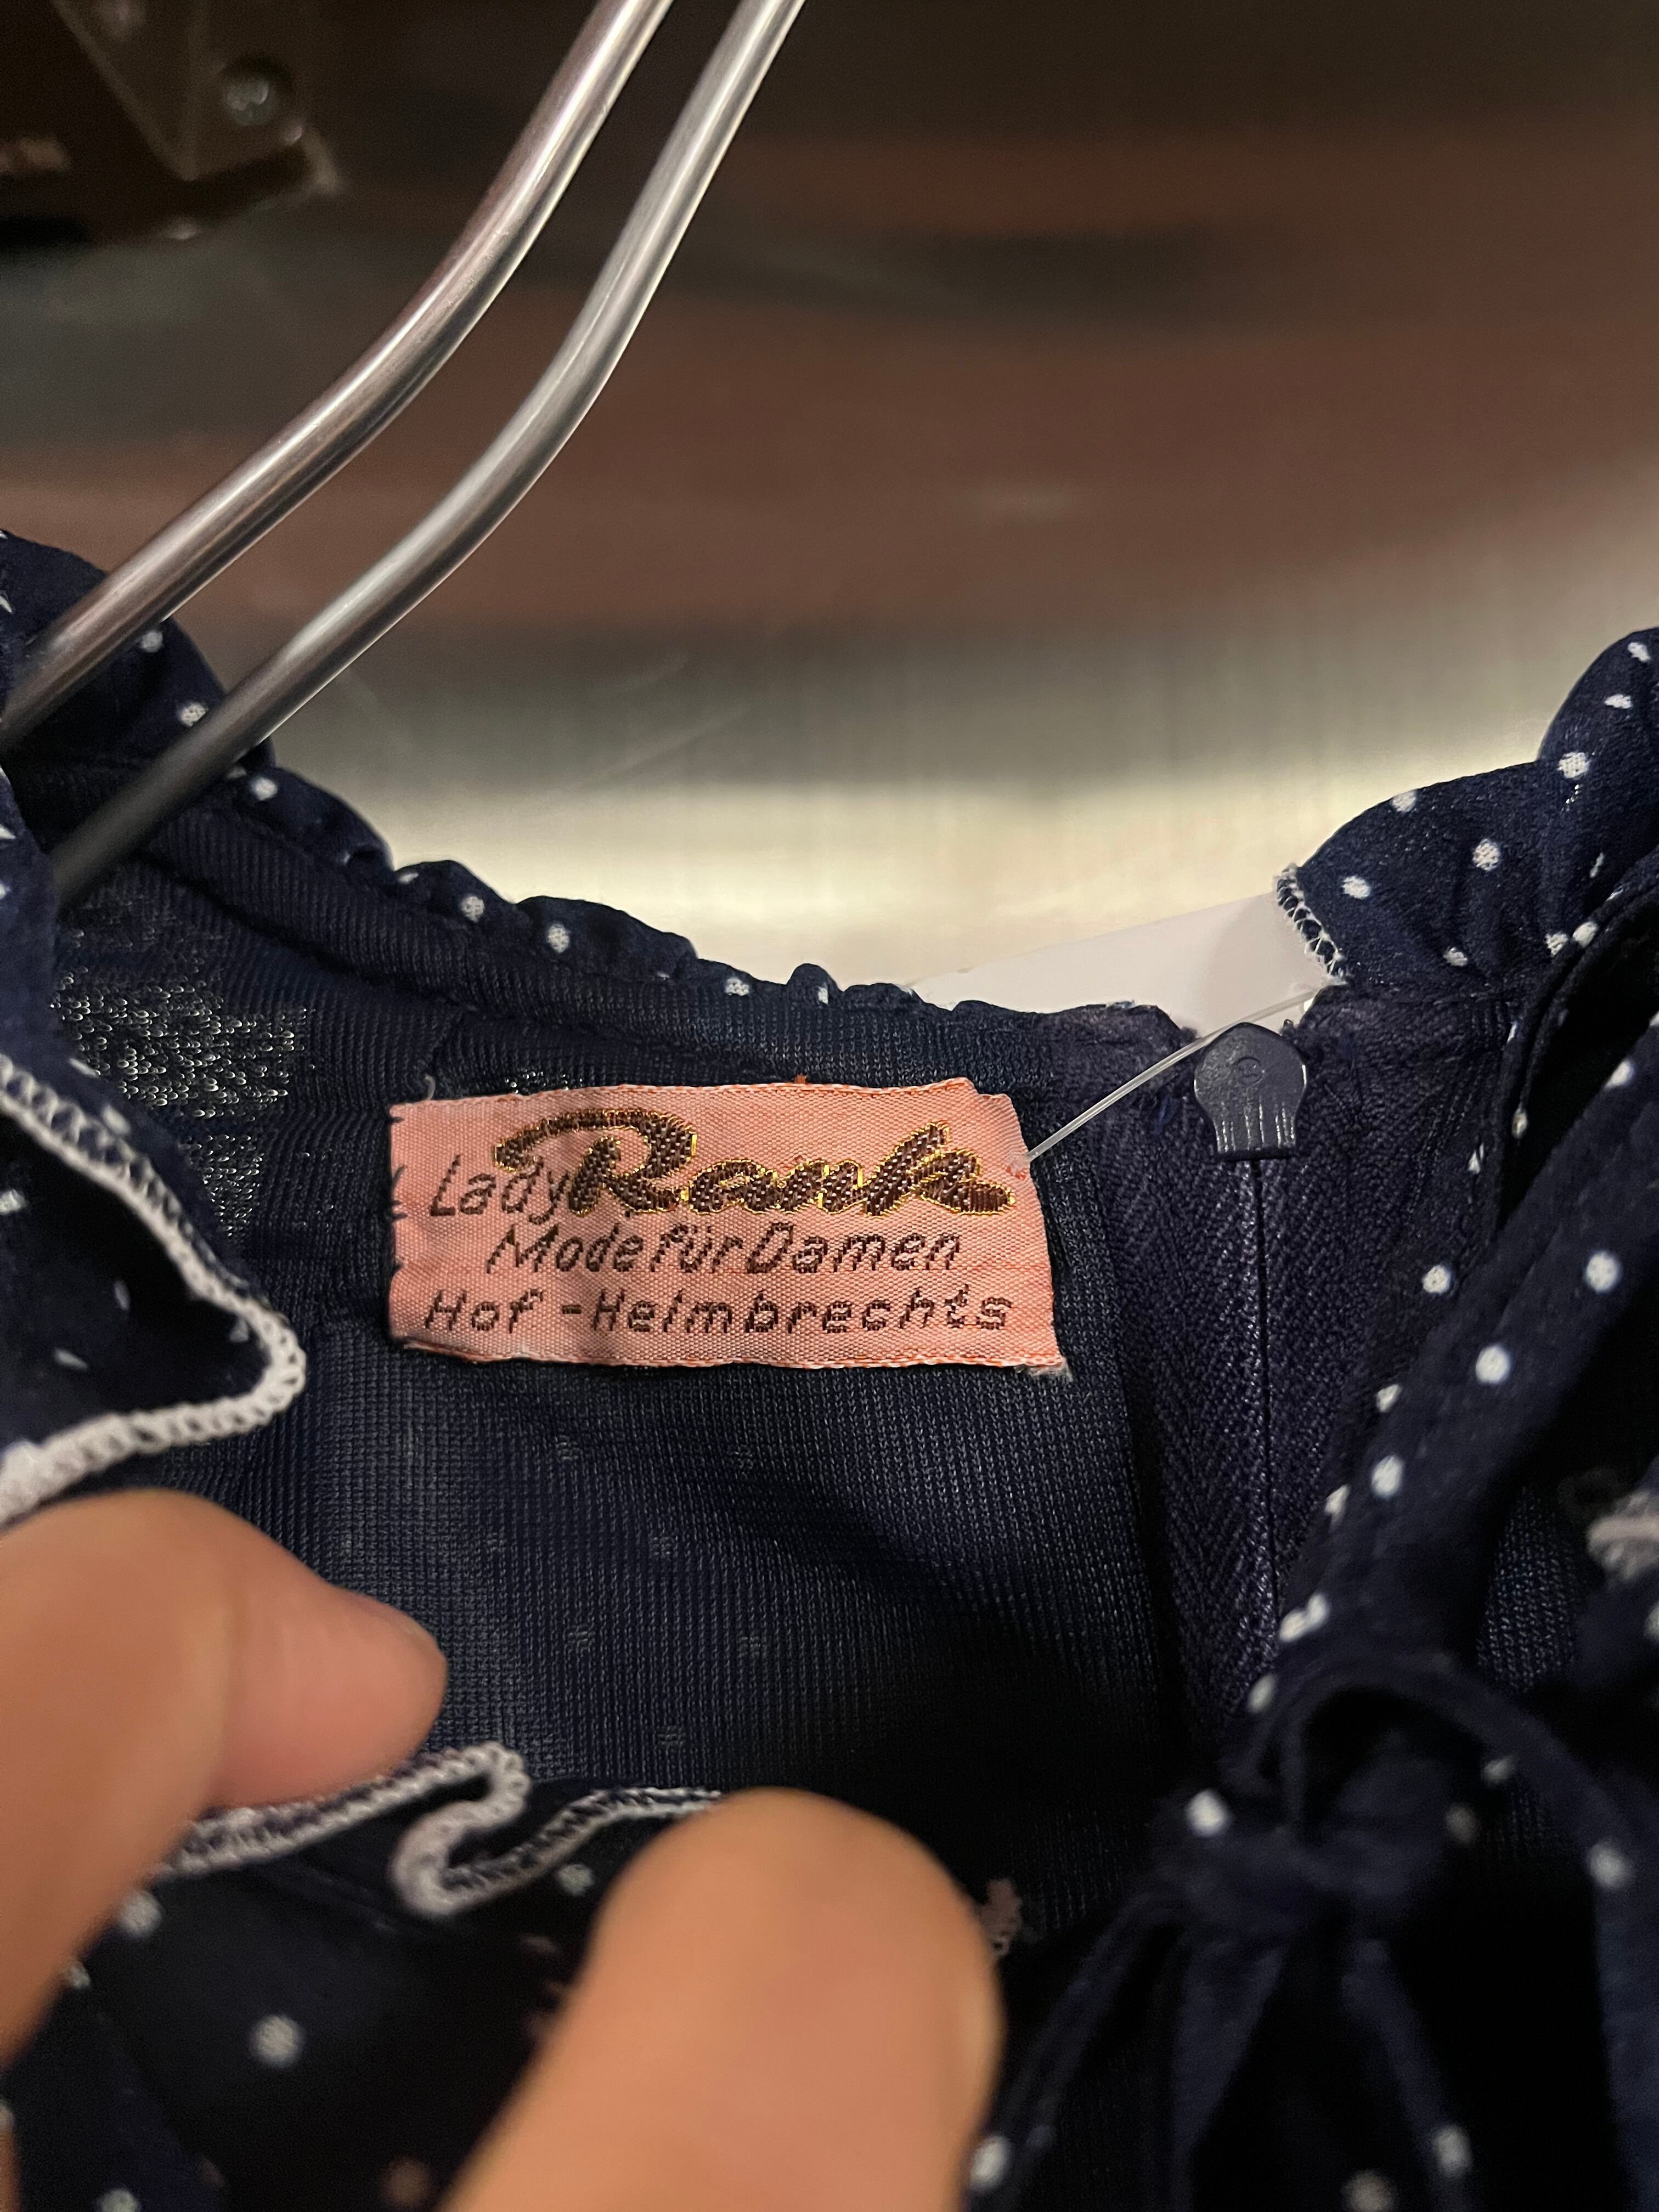 Lady Rank
Mode für Damen
Hof - Helmbrechts